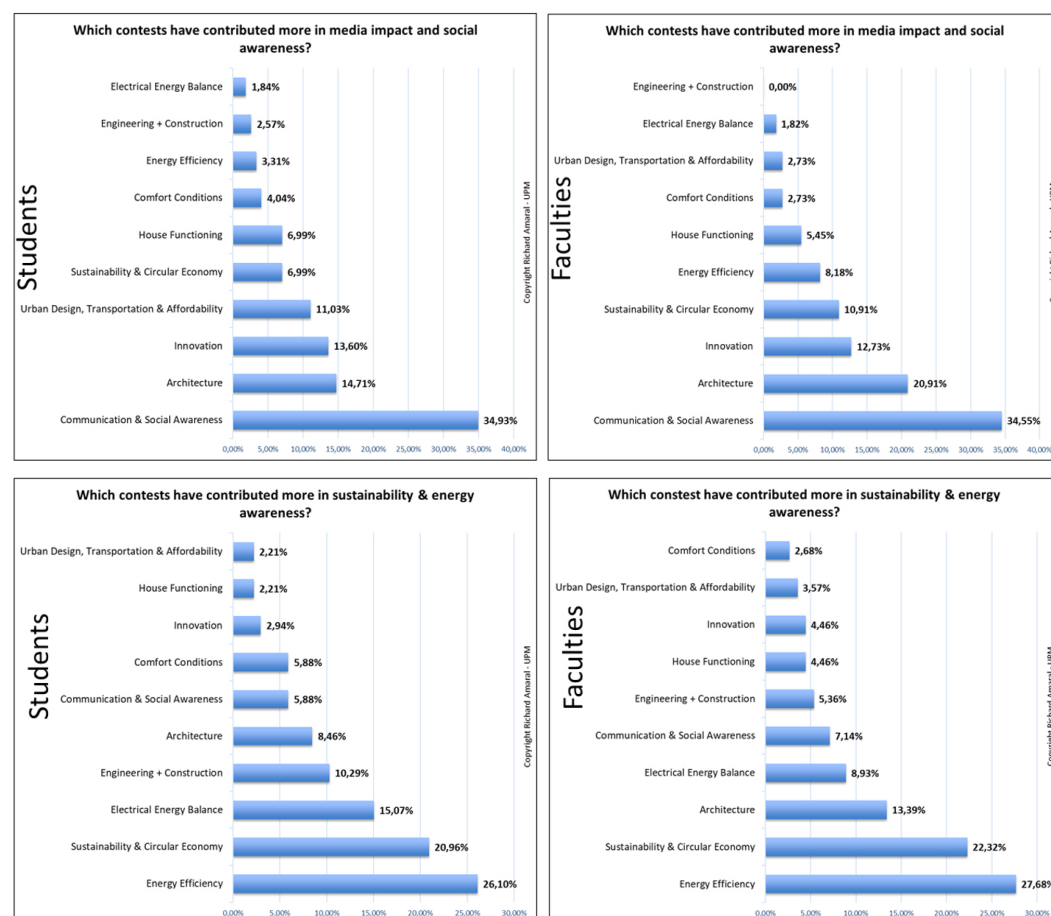 Which contests have contributed more in media impact and social
awareness?
Students
Electrical Energy Balance 1,84%
Engineering + Construction 2,57%
Energy Efficiency 3,31%
Comfort Conditions 4,04%
House Functioning 6,99%
Sustainability & Circular Economy 6,99%
Urban Design, Transportation & Affordability 11,03%
Innovation 13,60%
Architecture 14,71%
Communication & Social Awareness 34,93%
0,00% 5,00% 10,00% 15,00% 20,00% 25,00% 30,00% 35,00% 40,00%
Copyright Richard Amaral - UPM
Which contests have contributed more in media impact and social
awareness?
Faculties
Engineering + Construction 0,00%
Electrical Energy Balance 1,82%
Urban Design, Transportation & Affordability 2,73%
Comfort Conditions 2,73%
House Functioning 5,45%
Energy Efficiency 8,18%
Sustainability & Circular Economy 10,91%
Innovation 12,73%
Architecture 20,91%
Communication & Social Awareness 34,55%
0,00% 5,00% 10,00% 15,00% 20,00% 25,00% 30,00% 35,00% 40,00%
Which contests have contributed more in sustainability & energy
awareness?
Students
Urban Design, Transportation & Affordability 2,21%
House Functioning 2,21%
Innovation 2,94%
Comfort Conditions 5,88%
Communication & Social Awareness 5,88%
Architecture 8,46%
Engineering + Construction 10,29%
Electrical Energy Balance 15,07%
Sustainability & Circular Economy 20,96%
Energy Efficiency 26,10%
0,00% 5,00% 10,00% 15,00% 20,00% 25,00% 30,00%
Copyright Richard Amaral - UPM
Which constest have contributed more in sustainability & energy
awareness?
Faculties
Comfort Conditions 2,68%
Urban Design, Transportation & Affordability 3,57%
Innovation 4,46%
House Functioning 4,46%
Engineering + Construction 5,36%
Communication & Social Awareness 7,14%
Electrical Energy Balance 8,93%
Architecture 13,39%
Sustainability & Circular Economy 22,32%
Energy Efficiency 27,68%
0,00% 5,00% 10,00% 15,00% 20,00% 25,00% 30,00%
Copyright Richard Amaral - UPM